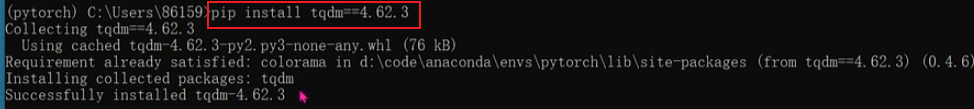 (pytorch) C:\Users\86159>pip install tqdm==4.62.3
Collecting tqdm==4.62.3
  Using cached tqdm-4.62.3-py2.py3-none-any.whl (76 kB)
Requirement already satisfied: colorama in d:\code\anaconda\envs\pytorch\lib\site-packages (from tqdm==4.62.3) (0.4.6)
Installing collected packages: tqdm
Successfully installed tqdm-4.62.3